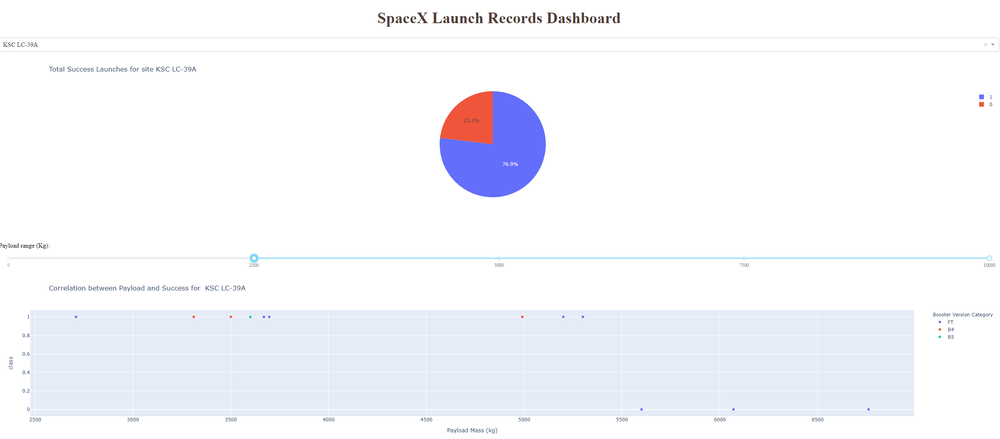 SpaceX Launch Records Dashboard
KSC LC-39A
×
Total Success Launches for site KSC LC-39A
1
0
23.1%
76.9%
Payload range (Kg):
0 2500 5000 7500 10000
Correlation between Payload and Success for  KSC LC-39A
Booster Version Category
FT
B4
B5
1
0.8
0.6
0.4
0.2
0
class
2500 3000 3500 4000 4500 5000 5500 6000 6500
Payload Mass (kg)